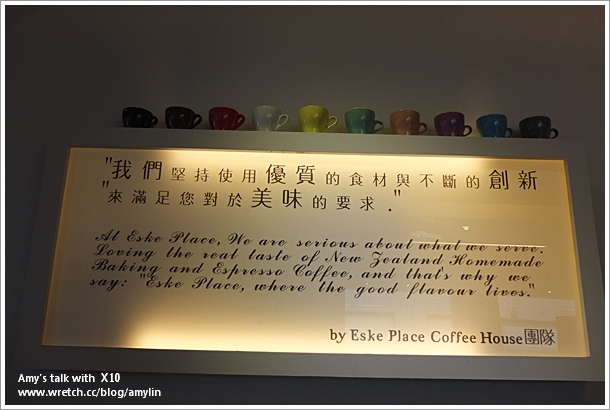 "我們堅持使用優質的食材與不斷的創新
"來滿足您對於美味的要求."
At Eske Place, We are serious about what we serve.
Loving the real taste of New Zealand Homemade
Baking and Espresso Coffee, and that's why we
say: "Eske Place, where the good flavour lives."
by Eske Place Coffee House團隊
Amy's talk with X10
www.wretch.cc/blog/amylin